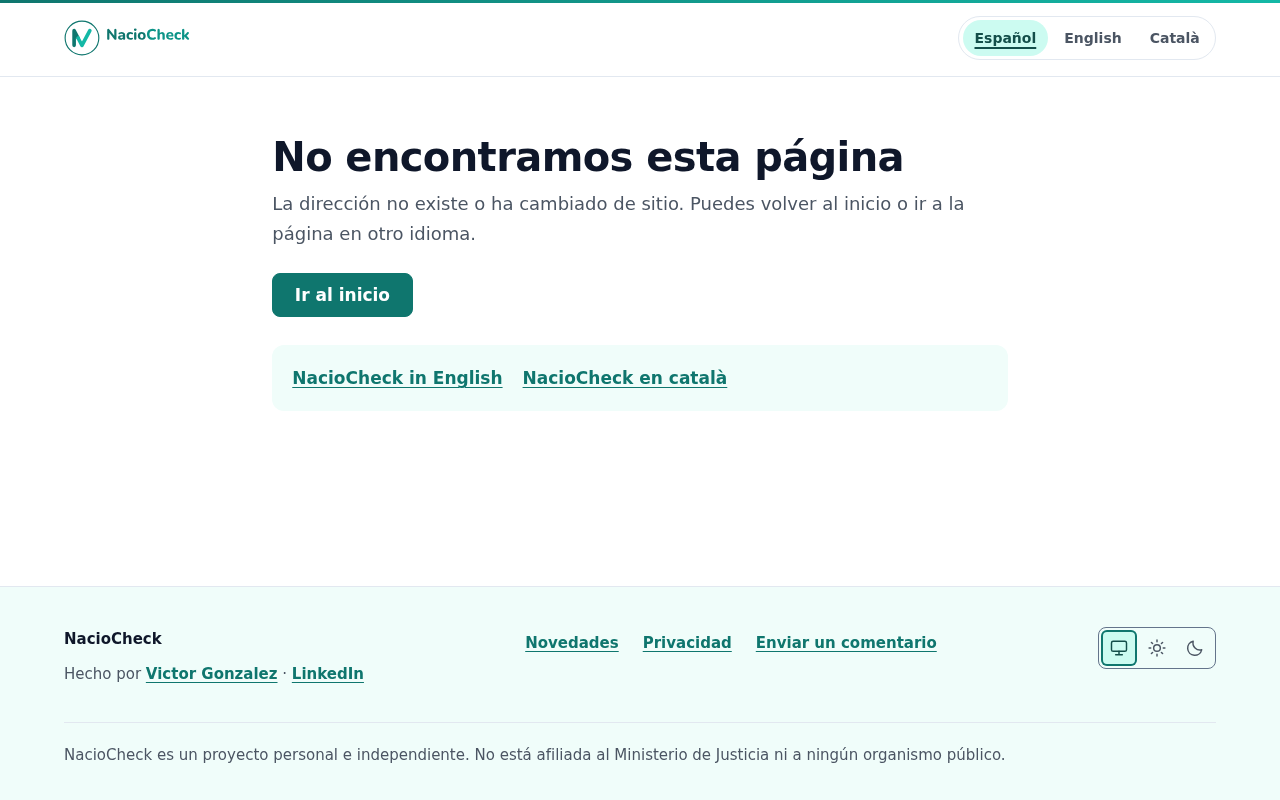 NacioCheck
Español English Català
No encontramos esta página
La dirección no existe o ha cambiado de sitio. Puedes volver al inicio o ir a la
página en otro idioma.
Ir al inicio
NacioCheck in English NacioCheck en català
NacioCheck
Hecho por Victor Gonzalez · LinkedIn
Novedades Privacidad Enviar un comentario
NacioCheck es un proyecto personal e independiente. No está afiliada al Ministerio de Justicia ni a ningún organismo público.